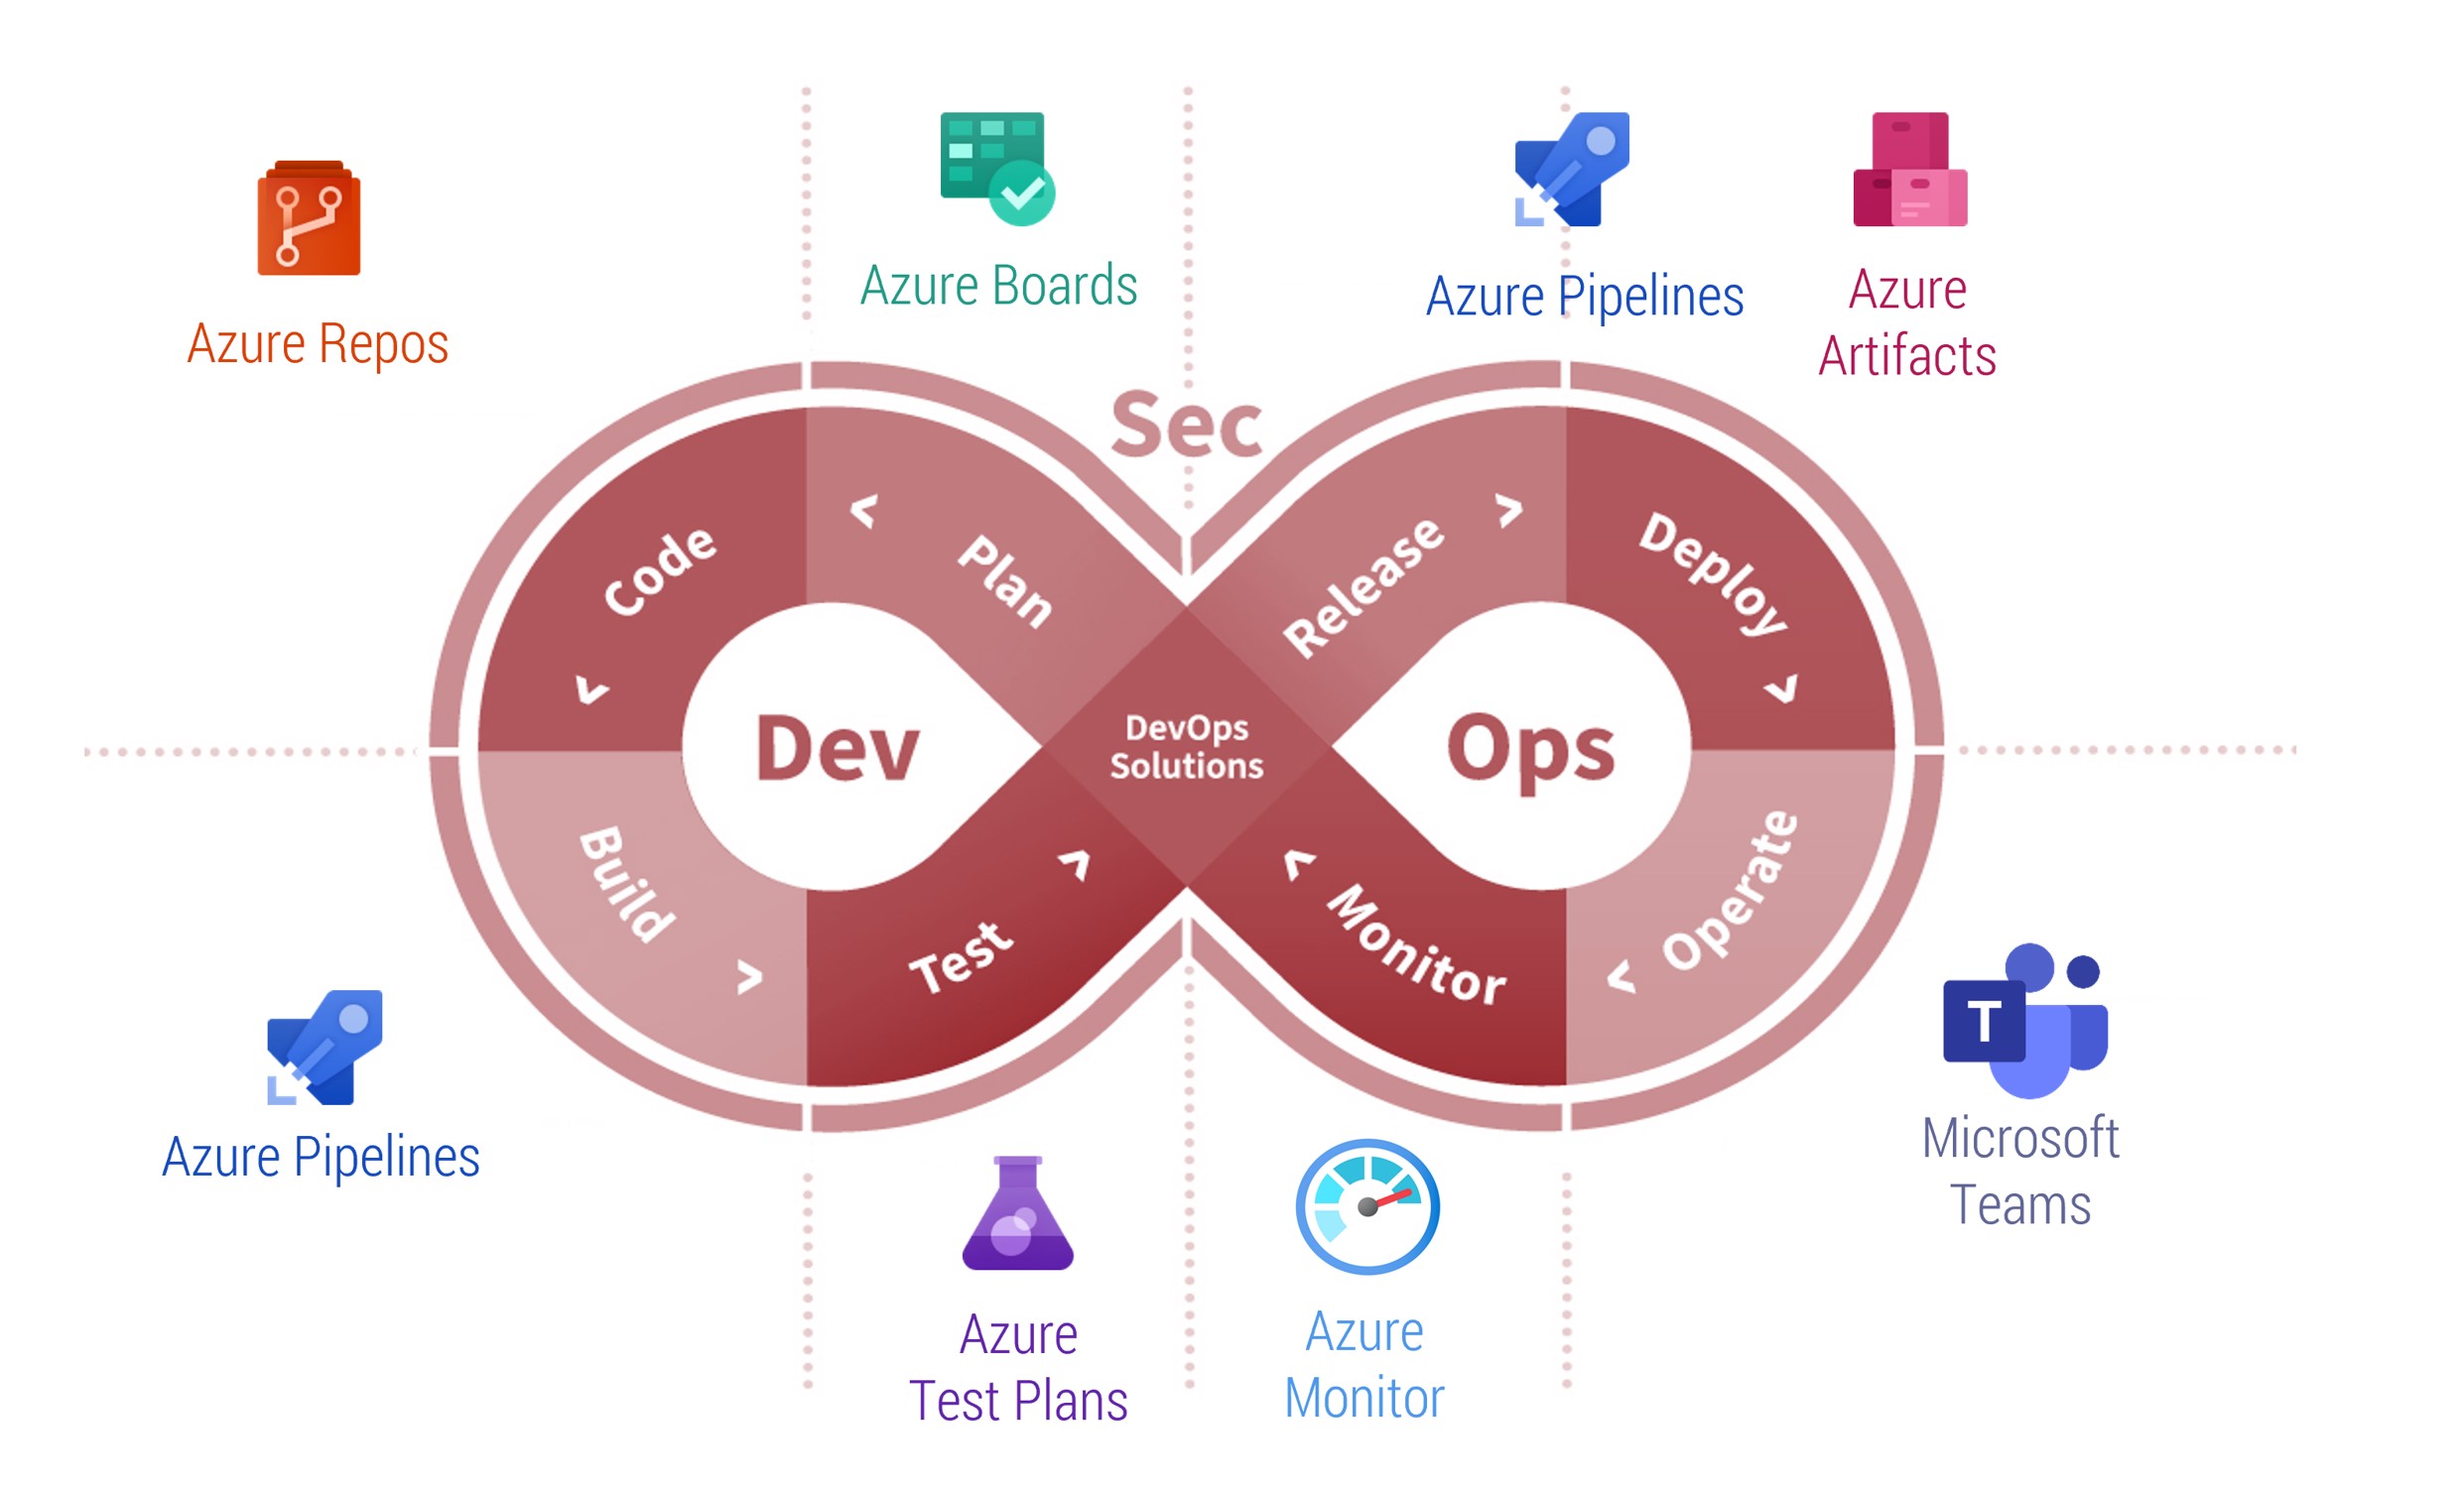 Azure Repos
Azure Boards
Azure Pipelines
Azure
Artifacts
Sec
Code
<
Plan
<
Release
>
Deploy
>
Dev
DevOps
Solutions
Ops
Build
>
Test
>
Monitor
<
Operate
<
Azure Pipelines
T
Microsoft
Teams
Azure
Test Plans
Azure
Monitor